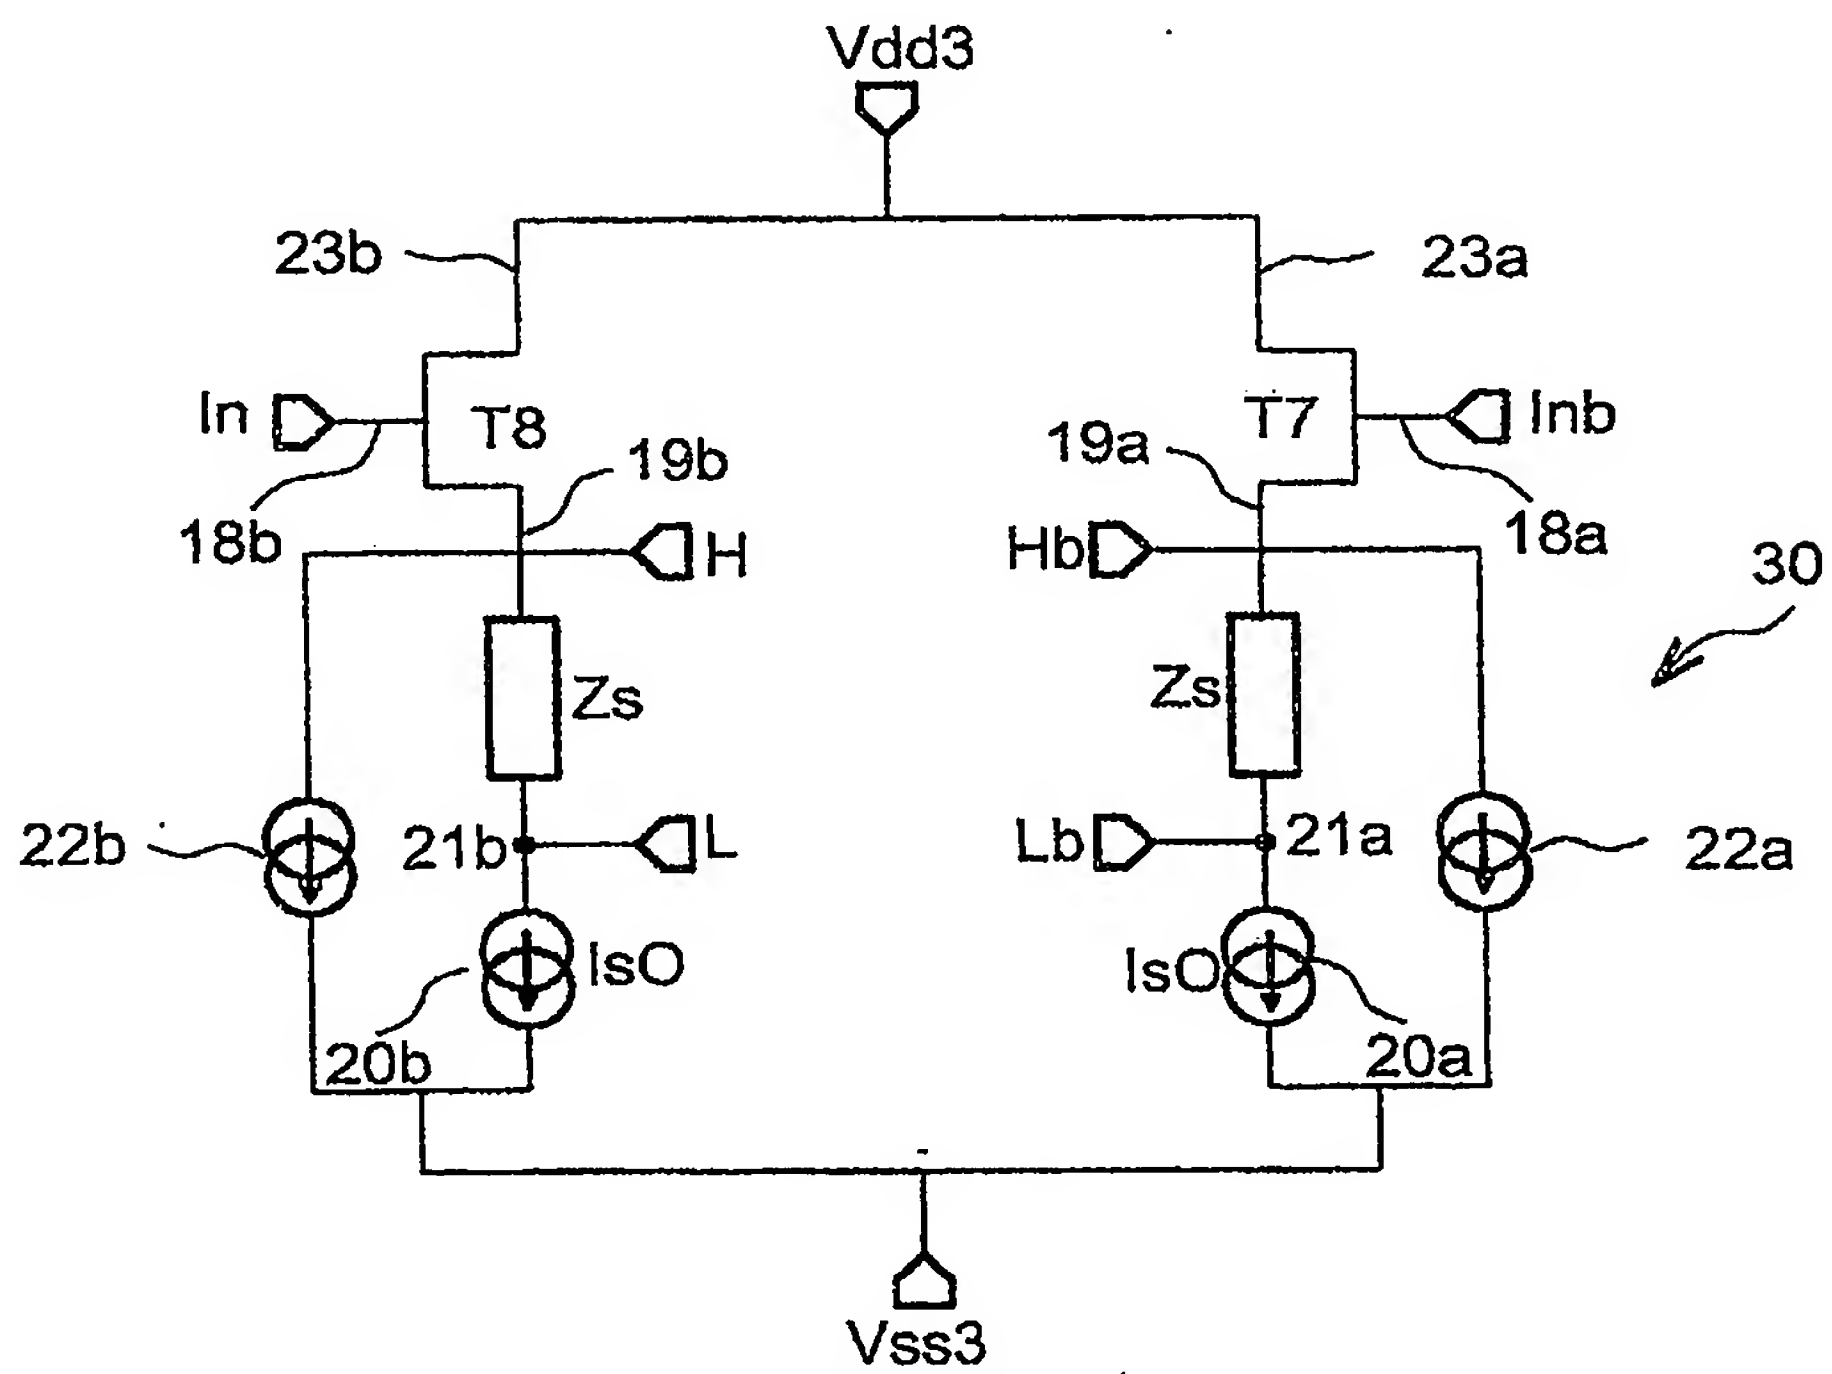 Vdd3
23b
23a
In
T8
T7
Inb
19b
19a
18b
H
Hb
18a
30
Zs
Zs
22b
21b
L
Lb
21a
22a
IsO
IsO
20b
20a
Vss3